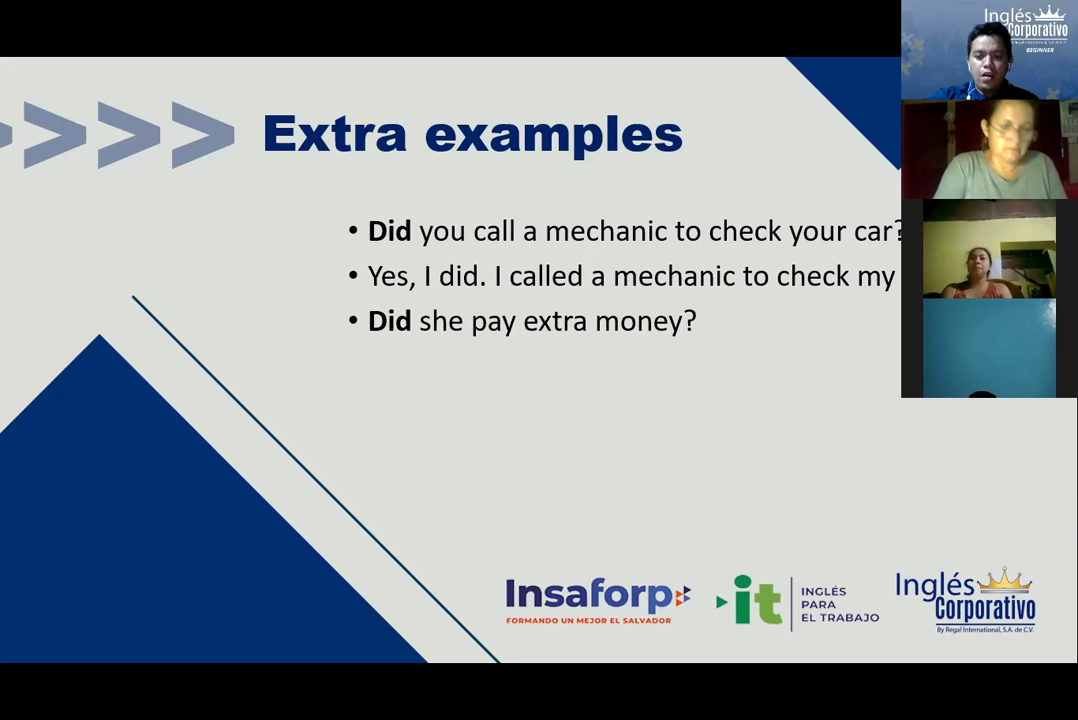 Extra examples
• Did you call a mechanic to check your car?
• Yes, I did. I called a mechanic to check my
• Did she pay extra money?
Insaforp
FORMANDO UN MEJOR EL SALVADOR
it
INGLÉS
PARA
EL TRABAJO
Inglés
Corporativo
By Regal International, S.A. de C.V.
Inglés
Corporativo
BEGINNER